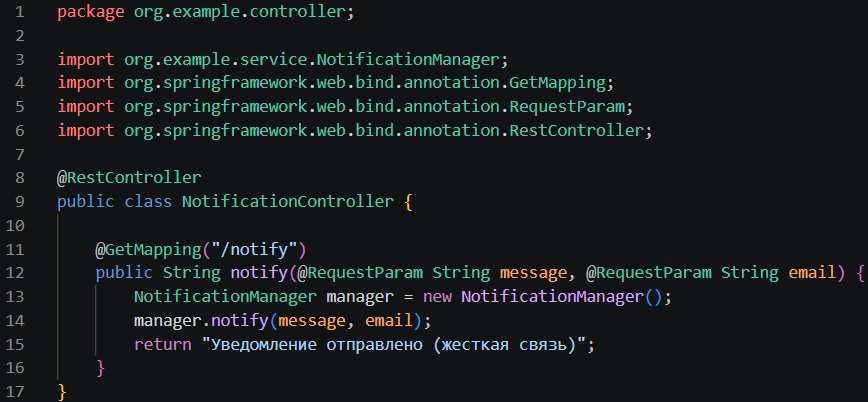 1 package org.example.controller;
2
3 import org.example.service.NotificationManager;
4 import org.springframework.web.bind.annotation.GetMapping;
5 import org.springframework.web.bind.annotation.RequestParam;
6 import org.springframework.web.bind.annotation.RestController;
7
8 @RestController
9 public class NotificationController {
10
11     @GetMapping("/notify")
12     public String notify(@RequestParam String message, @RequestParam String email) {
13         NotificationManager manager = new NotificationManager();
14         manager.notify(message, email);
15         return "Уведомление отправлено (жесткая связь)";
16     }
17 }